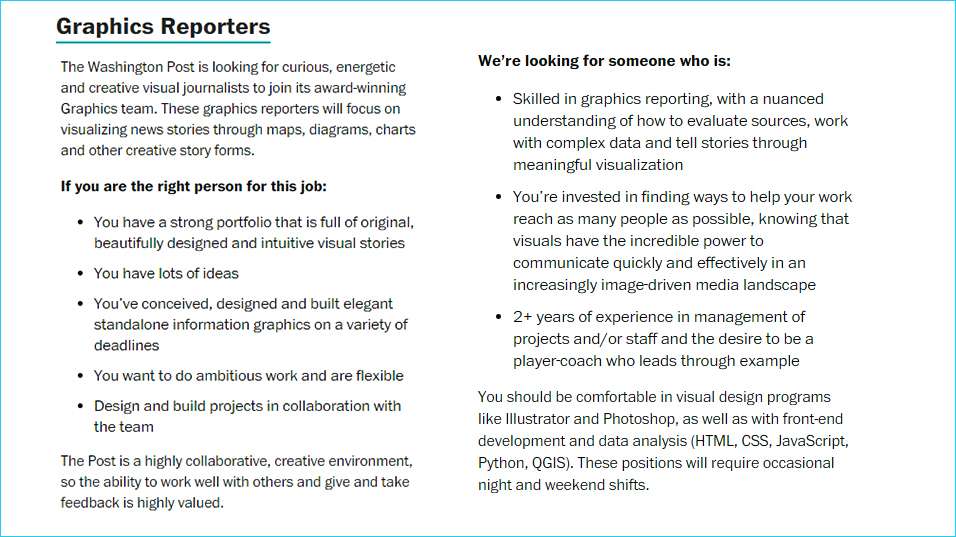 Graphics Reporters
The Washington Post is looking for curious, energetic
and creative visual journalists to join its award-winning
Graphics team. These graphics reporters will focus on
visualizing news stories through maps, diagrams, charts
and other creative story forms.
If you are the right person for this job:
• You have a strong portfolio that is full of original,
beautifully designed and intuitive visual stories
• You have lots of ideas
• You've conceived, designed and built elegant
standalone information graphics on a variety of
deadlines
• You want to do ambitious work and are flexible
• Design and build projects in collaboration with
the team
The Post is a highly collaborative, creative environment,
so the ability to work well with others and give and take
feedback is highly valued.
We're looking for someone who is:
• Skilled in graphics reporting, with a nuanced
understanding of how to evaluate sources, work
with complex data and tell stories through
meaningful visualization
• You're invested in finding ways to help your work
reach as many people as possible, knowing that
visuals have the incredible power to
communicate quickly and effectively in an
increasingly image-driven media landscape
• 2+ years of experience in management of
projects and/or staff and the desire to be a
player-coach who leads through example
You should be comfortable in visual design programs
like Illustrator and Photoshop, as well as with front-end
development and data analysis (HTML, CSS, JavaScript,
Python, QGIS). These positions will require occasional
night and weekend shifts.